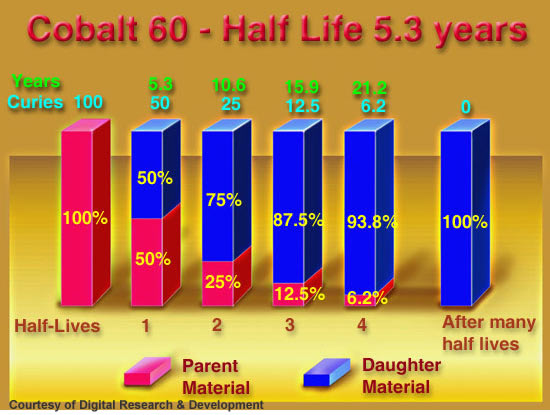 Cobalt 60 - Half Life 5.3 years
Years 5.3 10.6 15.9 21.2
Curies 100 50 25 12.5 6.2 0
100% 50% 75% 87.5% 93.8% 100%
50% 25% 12.5% 6.2%
Half-Lives 1 2 3 4 After many
half lives
Parent
Material
Daughter
Material
Courtesy of Digital Research & Development